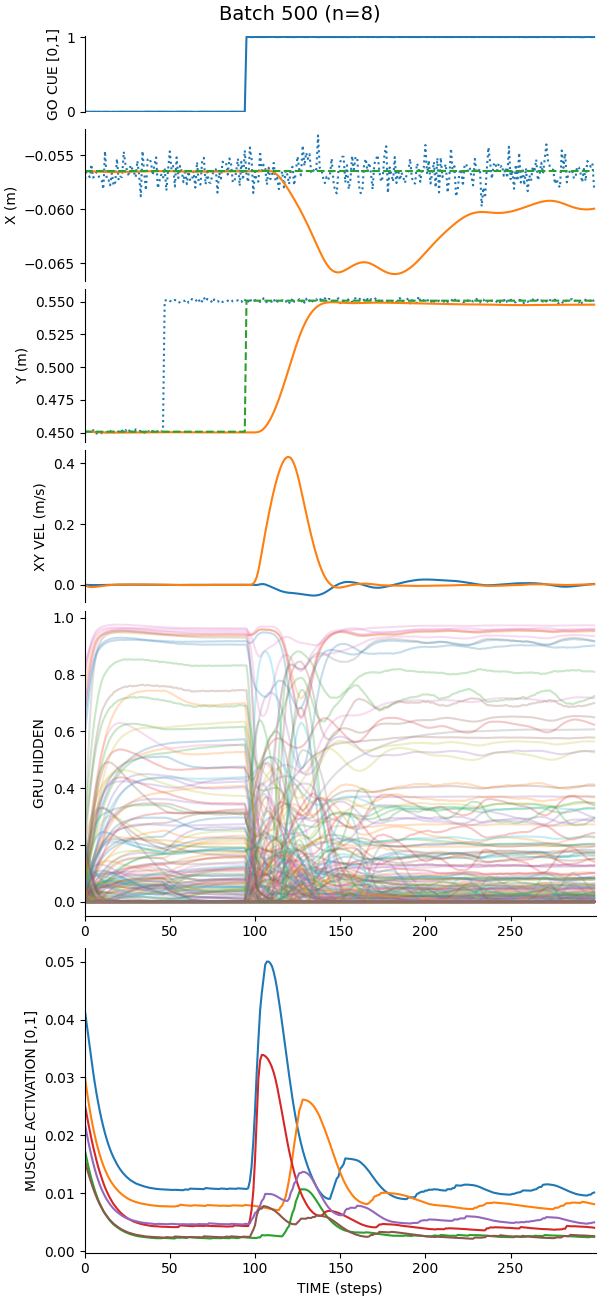 Batch 500 (n=8)
GO CUE [0,1]
1
0
X (m)
−0.055
−0.060
−0.065
Y (m)
0.550
0.525
0.500
0.475
0.450
XY VEL (m/s)
0.4
0.2
0.0
GRU HIDDEN
1.0
0.8
0.6
0.4
0.2
0.0
0 50 100 150 200 250
MUSCLE ACTIVATION [0,1]
0.05
0.04
0.03
0.02
0.01
0.00
0 50 100 150 200 250
TIME (steps)